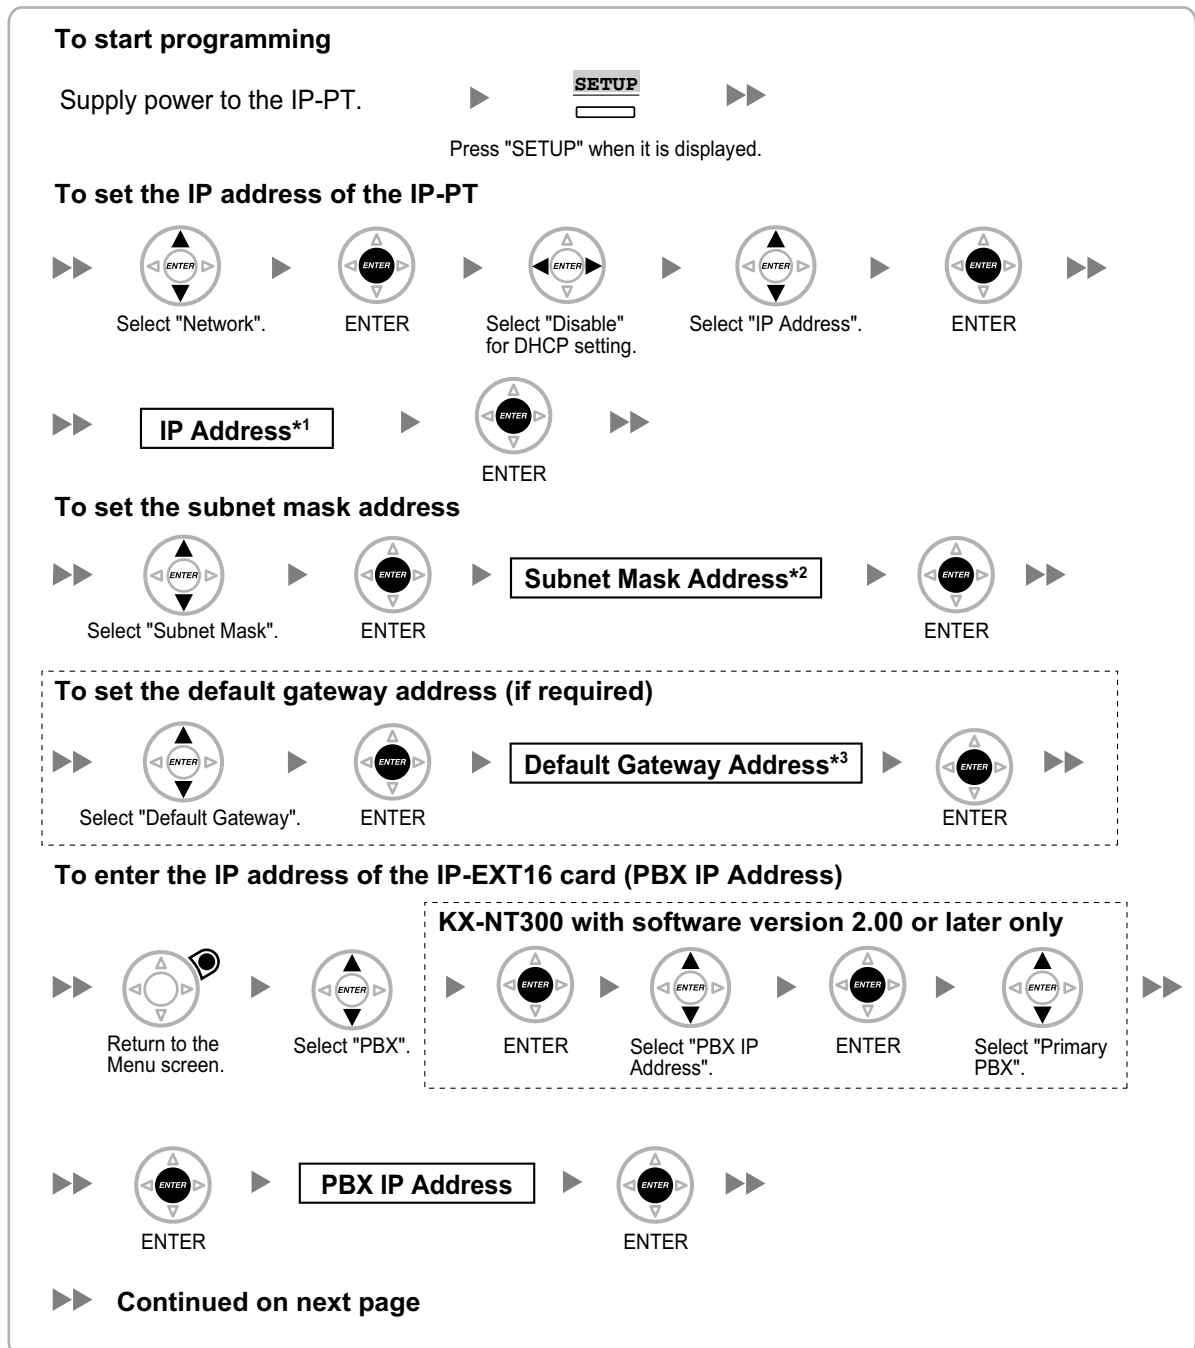 To start programming
Supply power to the IP-PT.
SETUP
Press "SETUP" when it is displayed.
To set the IP address of the IP-PT
ENTER ENTER ENTER ENTER ENTER
Select "Network". ENTER Select "Disable" for DHCP setting. Select "IP Address". ENTER
IP Address*1
ENTER
ENTER
To set the subnet mask address
ENTER ENTER Subnet Mask Address*2 ENTER
Select "Subnet Mask". ENTER ENTER
To set the default gateway address (if required)
ENTER ENTER Default Gateway Address*3 ENTER
Select "Default Gateway". ENTER ENTER
To enter the IP address of the IP-EXT16 card (PBX IP Address)
KX-NT300 with software version 2.00 or later only
ENTER ENTER ENTER ENTER ENTER
Return to the Menu screen. Select "PBX". ENTER Select "PBX IP Address". ENTER Select "Primary PBX".
ENTER PBX IP Address ENTER
ENTER ENTER
Continued on next page